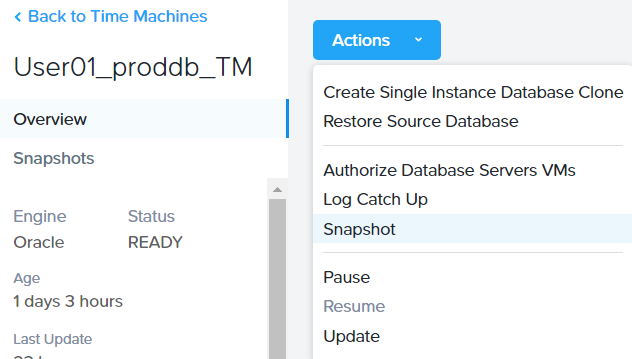 Back to Time Machines
User01_proddb_TM
Overview
Snapshots
Engine Status
Oracle READY
Age
1 days 3 hours
Last Update
Actions
Create Single Instance Database Clone
Restore Source Database
Authorize Database Servers VMs
Log Catch Up
Snapshot
Pause
Resume
Update